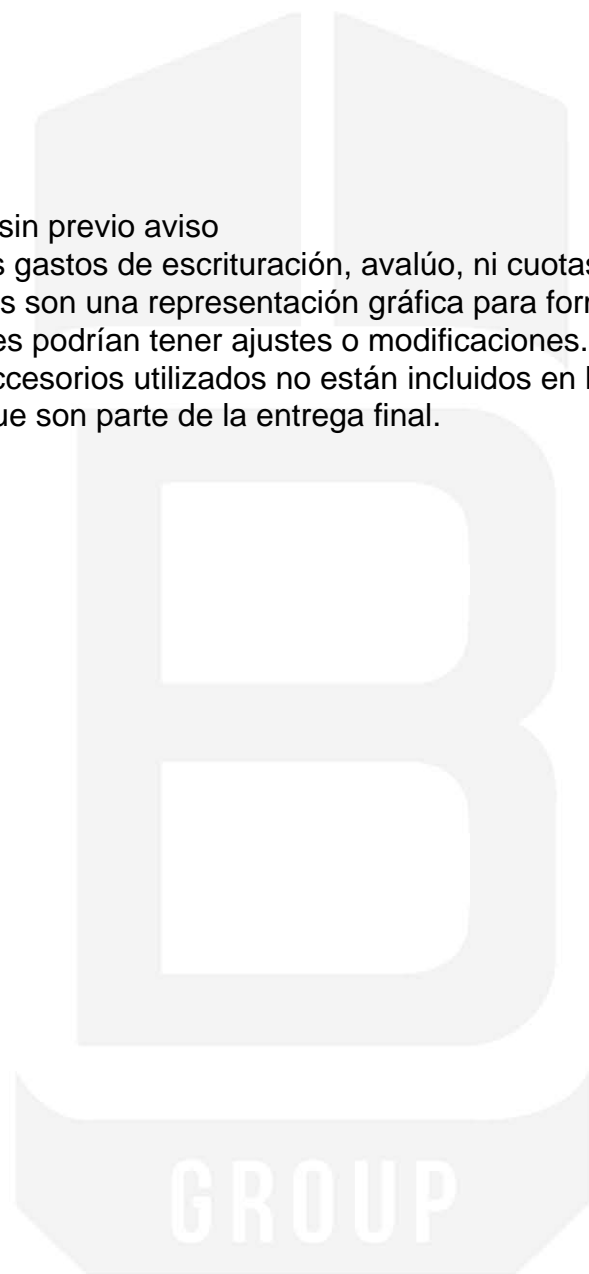 sin previo aviso
s gastos de escrituración, avalúo, ni cuotas
s son una representación gráfica para for
es podrían tener ajustes o modificaciones.
ccesorios utilizados no están incluidos en l
ue son parte de la entrega final.
B
GROUP